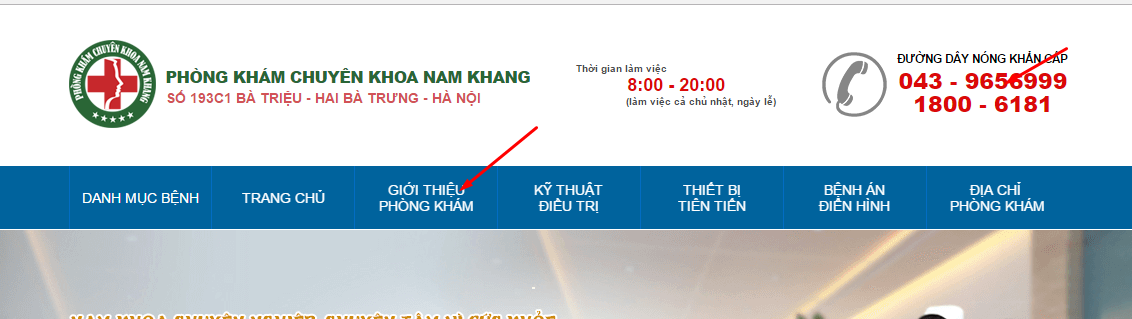 PHÒNG KHÁM CHUYÊN KHOA NAM KHANG
PHÒNG KHÁM CHUYÊN KHOA NAM KHANG
SỐ 193C1 BÀ TRIỆU - HAI BÀ TRƯNG - HÀ NỘI
Thời gian làm việc
8:00 - 20:00
(làm việc cả chủ nhật, ngày lễ)
ĐƯỜNG DÂY NÓNG KHẨN CẤP
043 - 9656999
1800 - 6181
DANH MỤC BỆNH
TRANG CHỦ
GIỚI THIỆU
PHÒNG KHÁM
KỸ THUẬT
ĐIỀU TRỊ
THIẾT BỊ
TIÊN TIẾN
BỆNH ÁN
ĐIỂN HÌNH
ĐỊA CHỈ
PHÒNG KHÁM